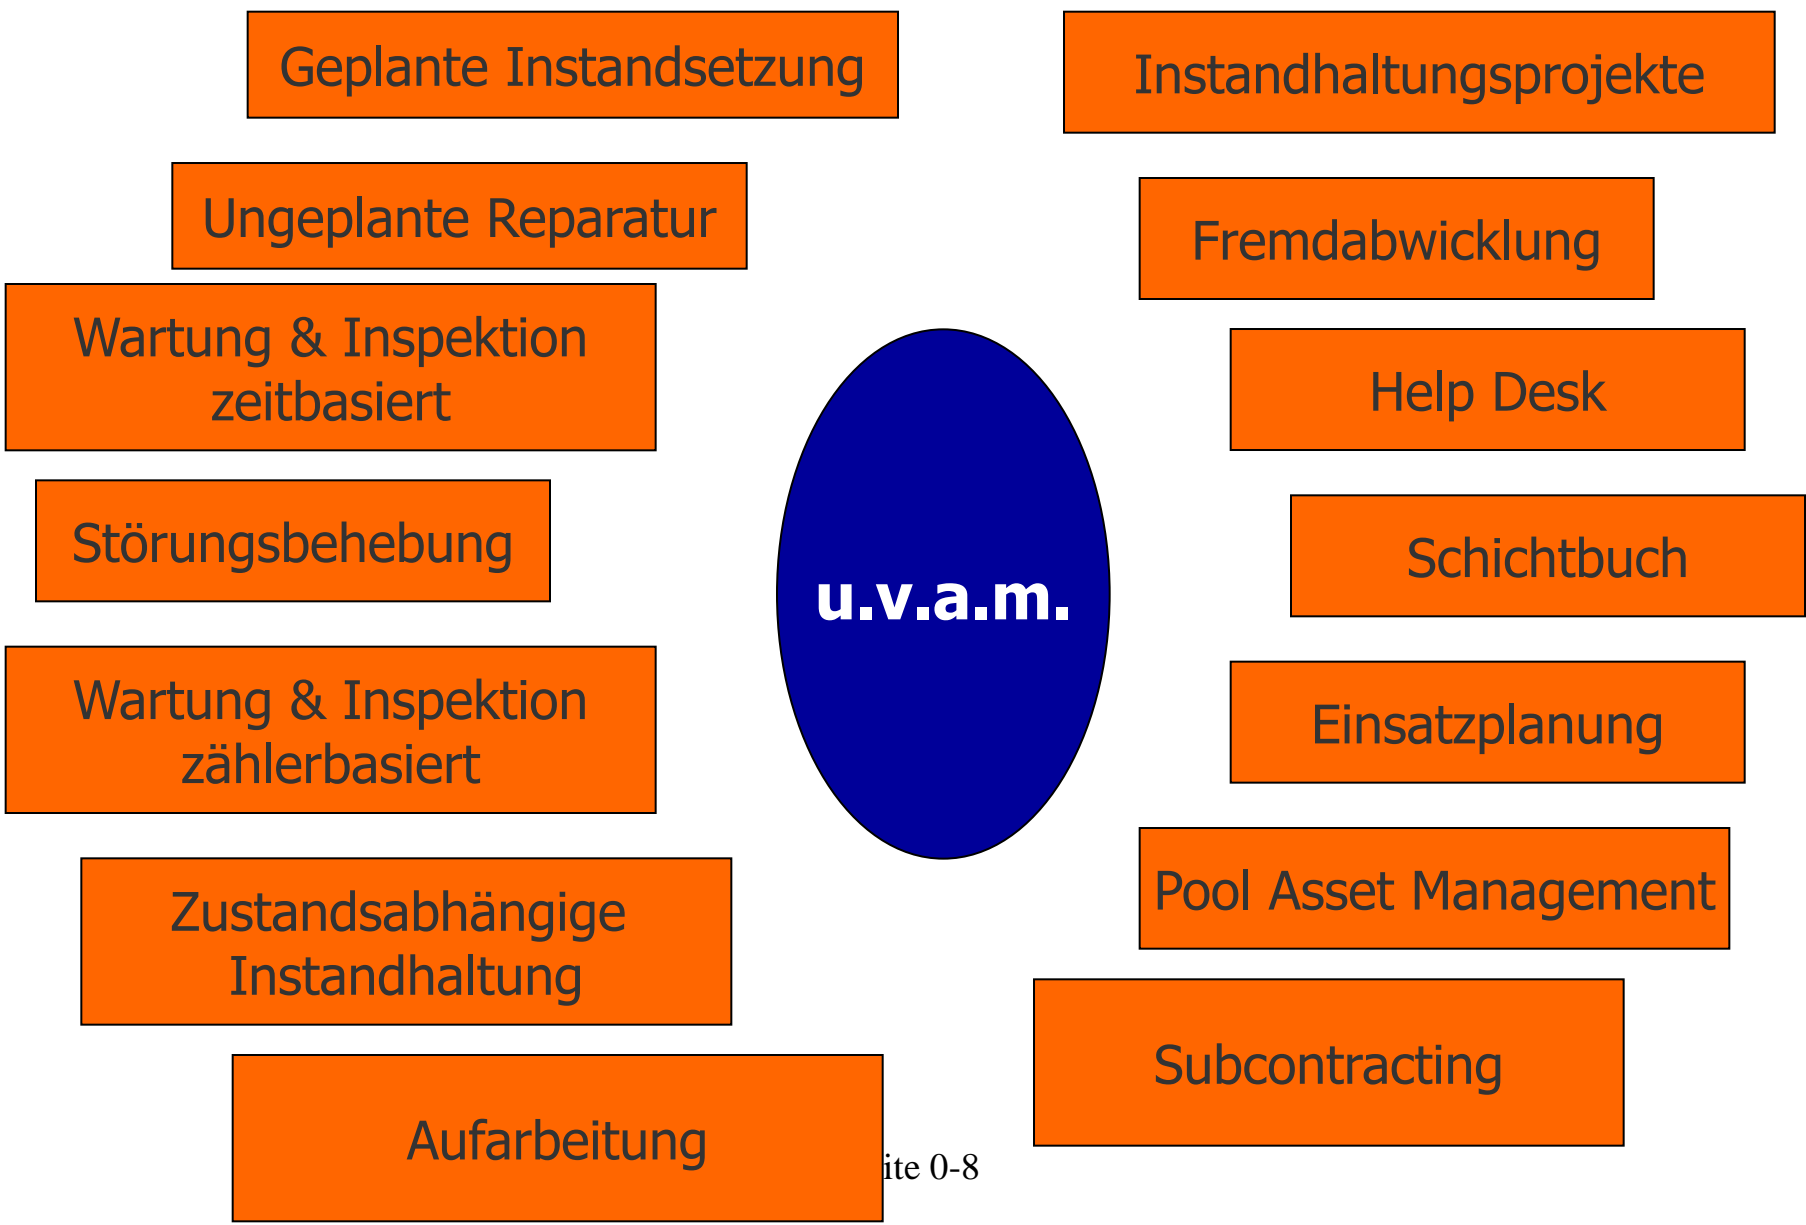 Geplante Instandsetzung
Ungeplante Reparatur
Wartung & Inspektion
zeitbasiert
Störungsbehebung
Wartung & Inspektion
zählerbasiert
Zustandsabhängige
Instandhaltung
Aufarbeitung
u.v.a.m.
Instandhaltungsprojekte
Fremdabwicklung
Help Desk
Schichtbuch
Einsatzplanung
Pool Asset Management
Subcontracting
ite 0-8